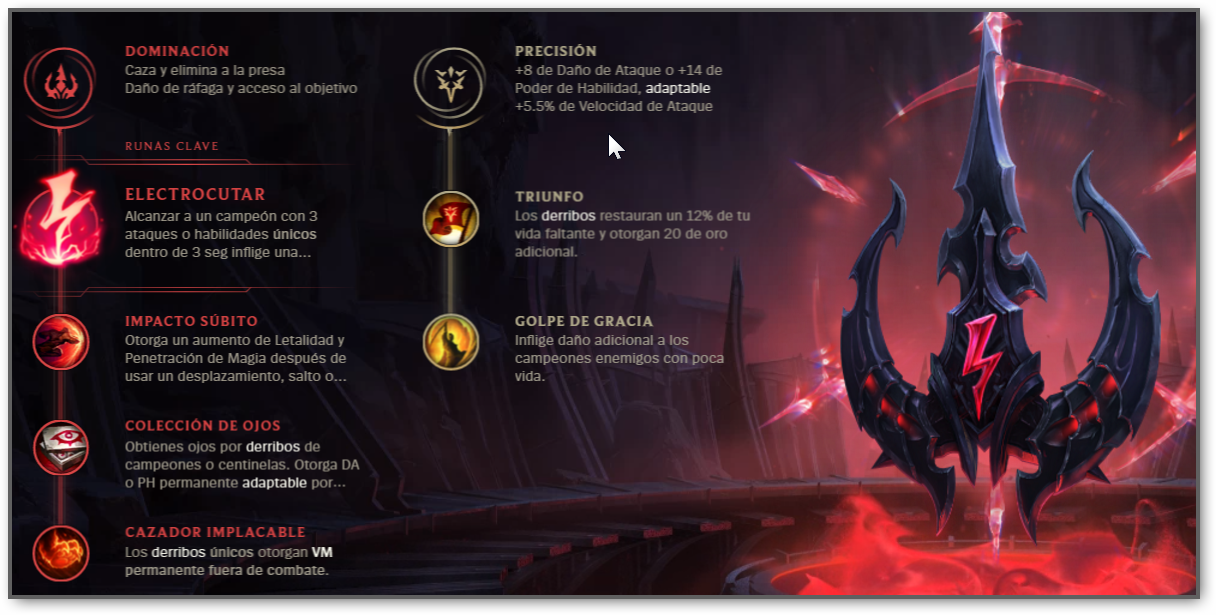 DOMINACIÓN
Caza y elimina a la presa
Daño de ráfaga y acceso al objetivo
RUNAS CLAVE
ELECTROCUTAR
Alcanzar a un campeón con 3
ataques o habilidades únicos
dentro de 3 seg inflige una...
IMPACTO SÚBITO
Otorga un aumento de Letalidad y
Penetración de Magia después de
usar un desplazamiento, salto o...
COLECCIÓN DE OJOS
Obtienes ojos por derribos de
campeones o centinelas. Otorga DA
o PH permanente adaptable por...
CAZADOR IMPLACABLE
Los derribos únicos otorgan VM
permanente fuera de combate.
PRECISIÓN
+8 de Daño de Ataque o +14 de
Poder de Habilidad, adaptable
+5.5% de Velocidad de Ataque
TRIUNFO
Los derribos restauran un 12% de tu
vida faltante y otorgan 20 de oro
adicional.
GOLPE DE GRACIA
Inflige daño adicional a los
campeones enemigos con poca
vida.